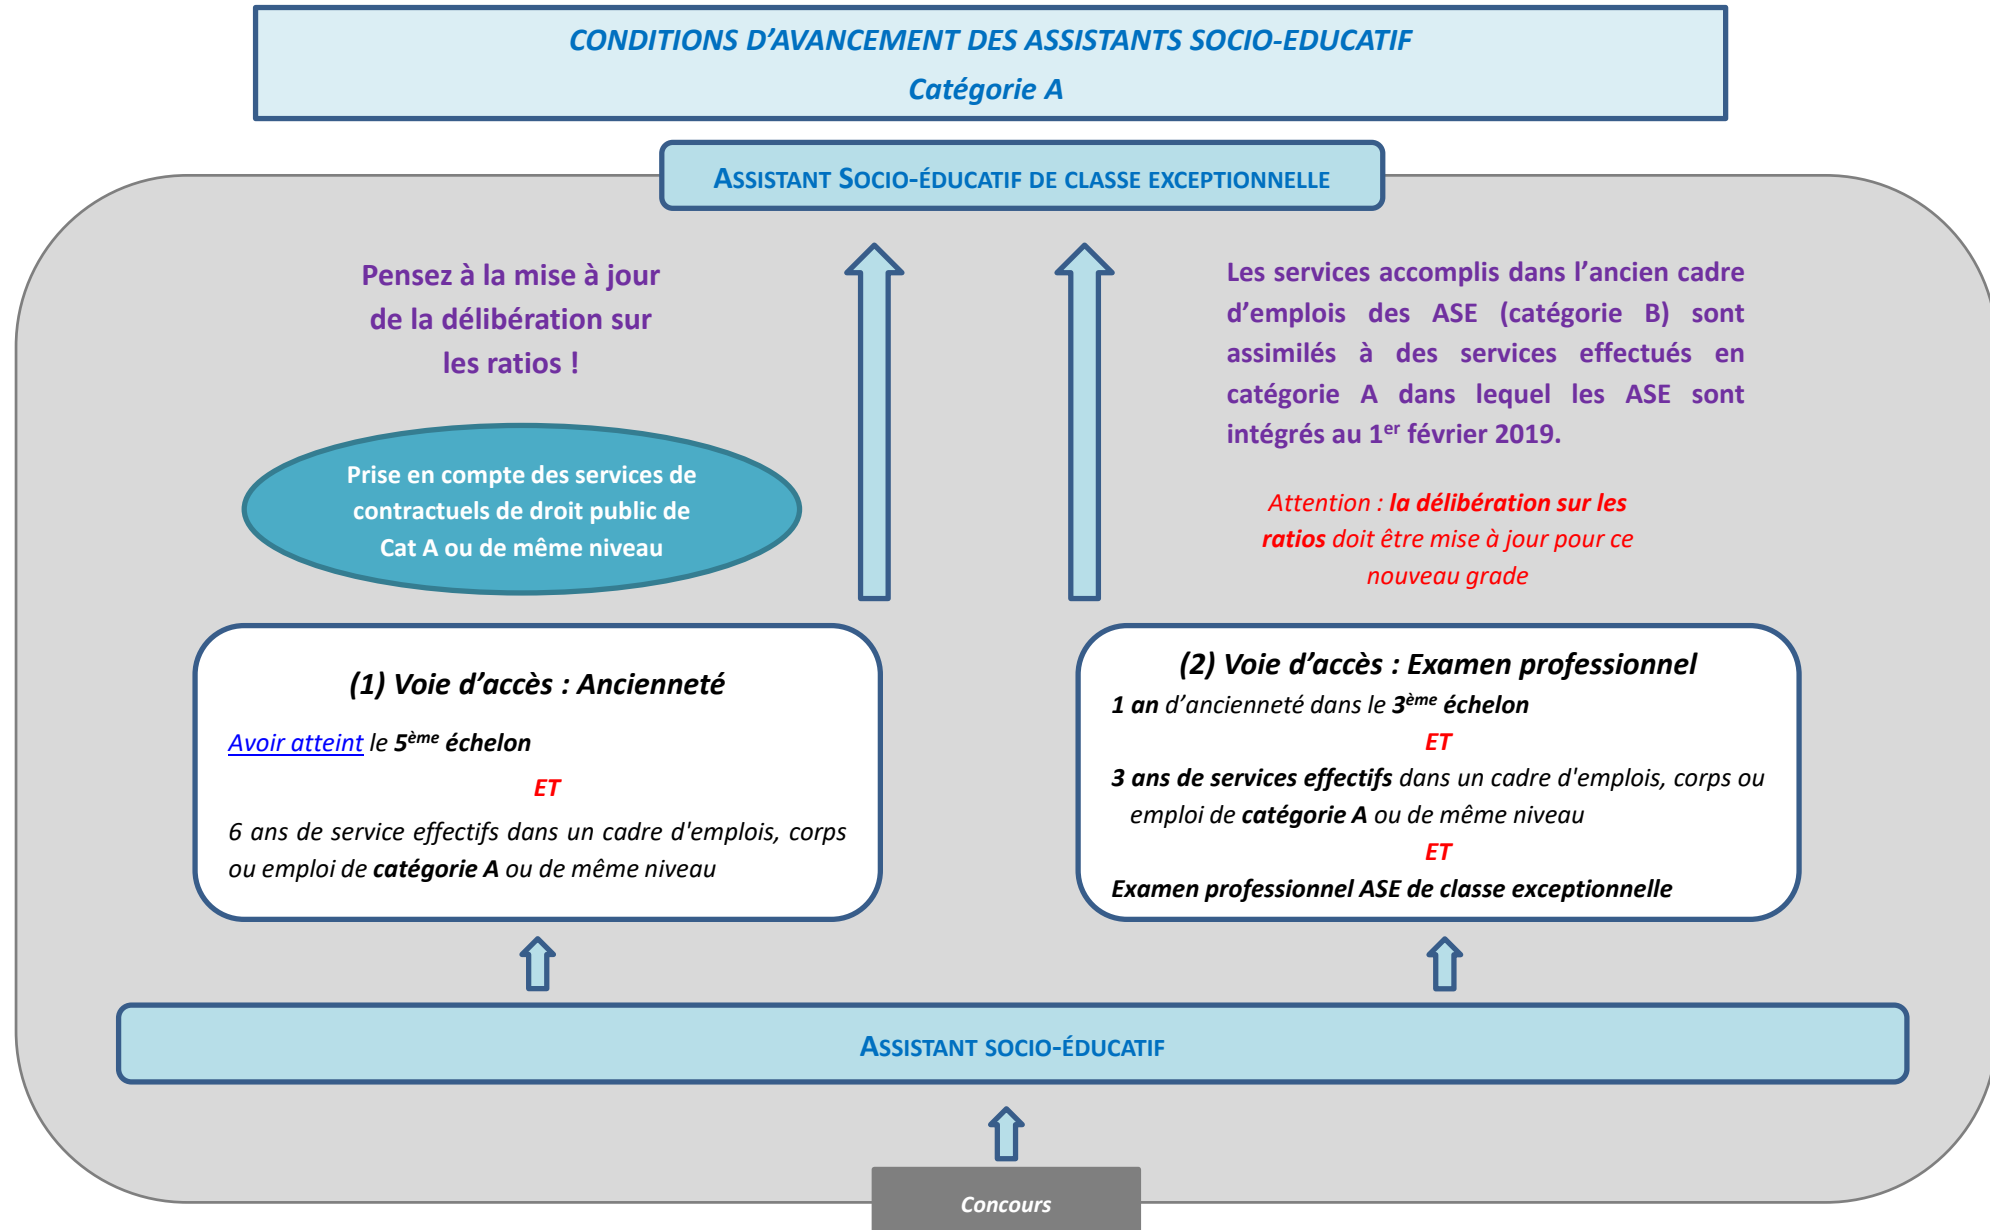 CONDITIONS D'AVANCEMENT DES ASSISTANTS SOCIO-EDUCATIF
Catégorie A
ASSISTANT SOCIO-ÉDUCATIF DE CLASSE EXCEPTIONNELLE
Pensez à la mise à jour
de la délibération sur
les ratios !
Prise en compte des services de
contractuels de droit public de
Cat A ou de même niveau
Les services accomplis dans l'ancien cadre
d'emplois des ASE (catégorie B) sont
assimilés à des services effectués en
catégorie A dans lequel les ASE sont
intégrés au 1er février 2019.
Attention : la délibération sur les
ratios doit être mise à jour pour ce
nouveau grade
(1) Voie d'accès : Ancienneté
Avoir atteint le 5ème échelon
ET
6 ans de service effectifs dans un cadre d'emplois, corps
ou emploi de catégorie A ou de même niveau
(2) Voie d'accès : Examen professionnel
1 an d'ancienneté dans le 3ème échelon
ET
3 ans de services effectifs dans un cadre d'emplois, corps ou
emploi de catégorie A ou de même niveau
ET
Examen professionnel ASE de classe exceptionnelle
ASSISTANT SOCIO-ÉDUCATIF
Concours